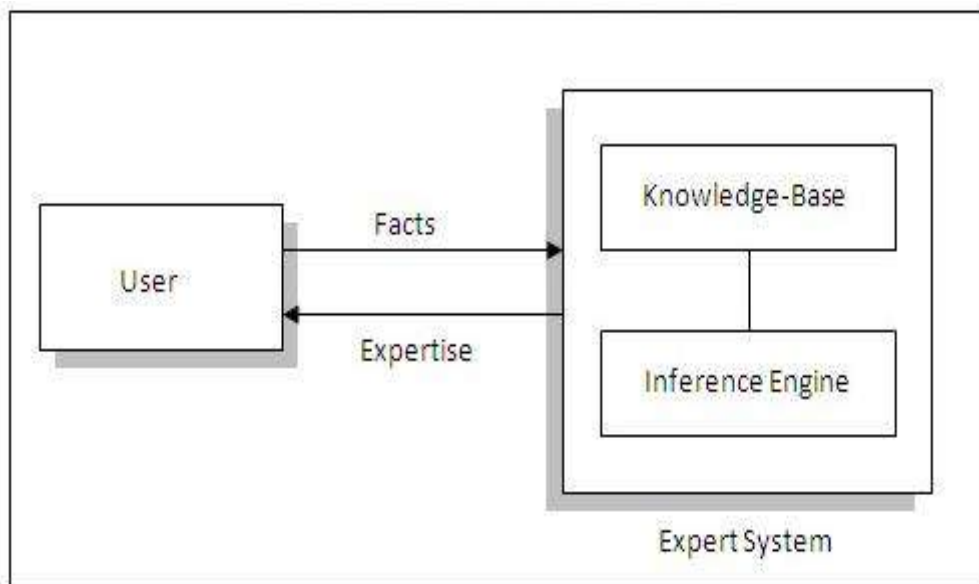 Knowledge-Base
Facts
User
Expertise
Inference Engine
Expert System